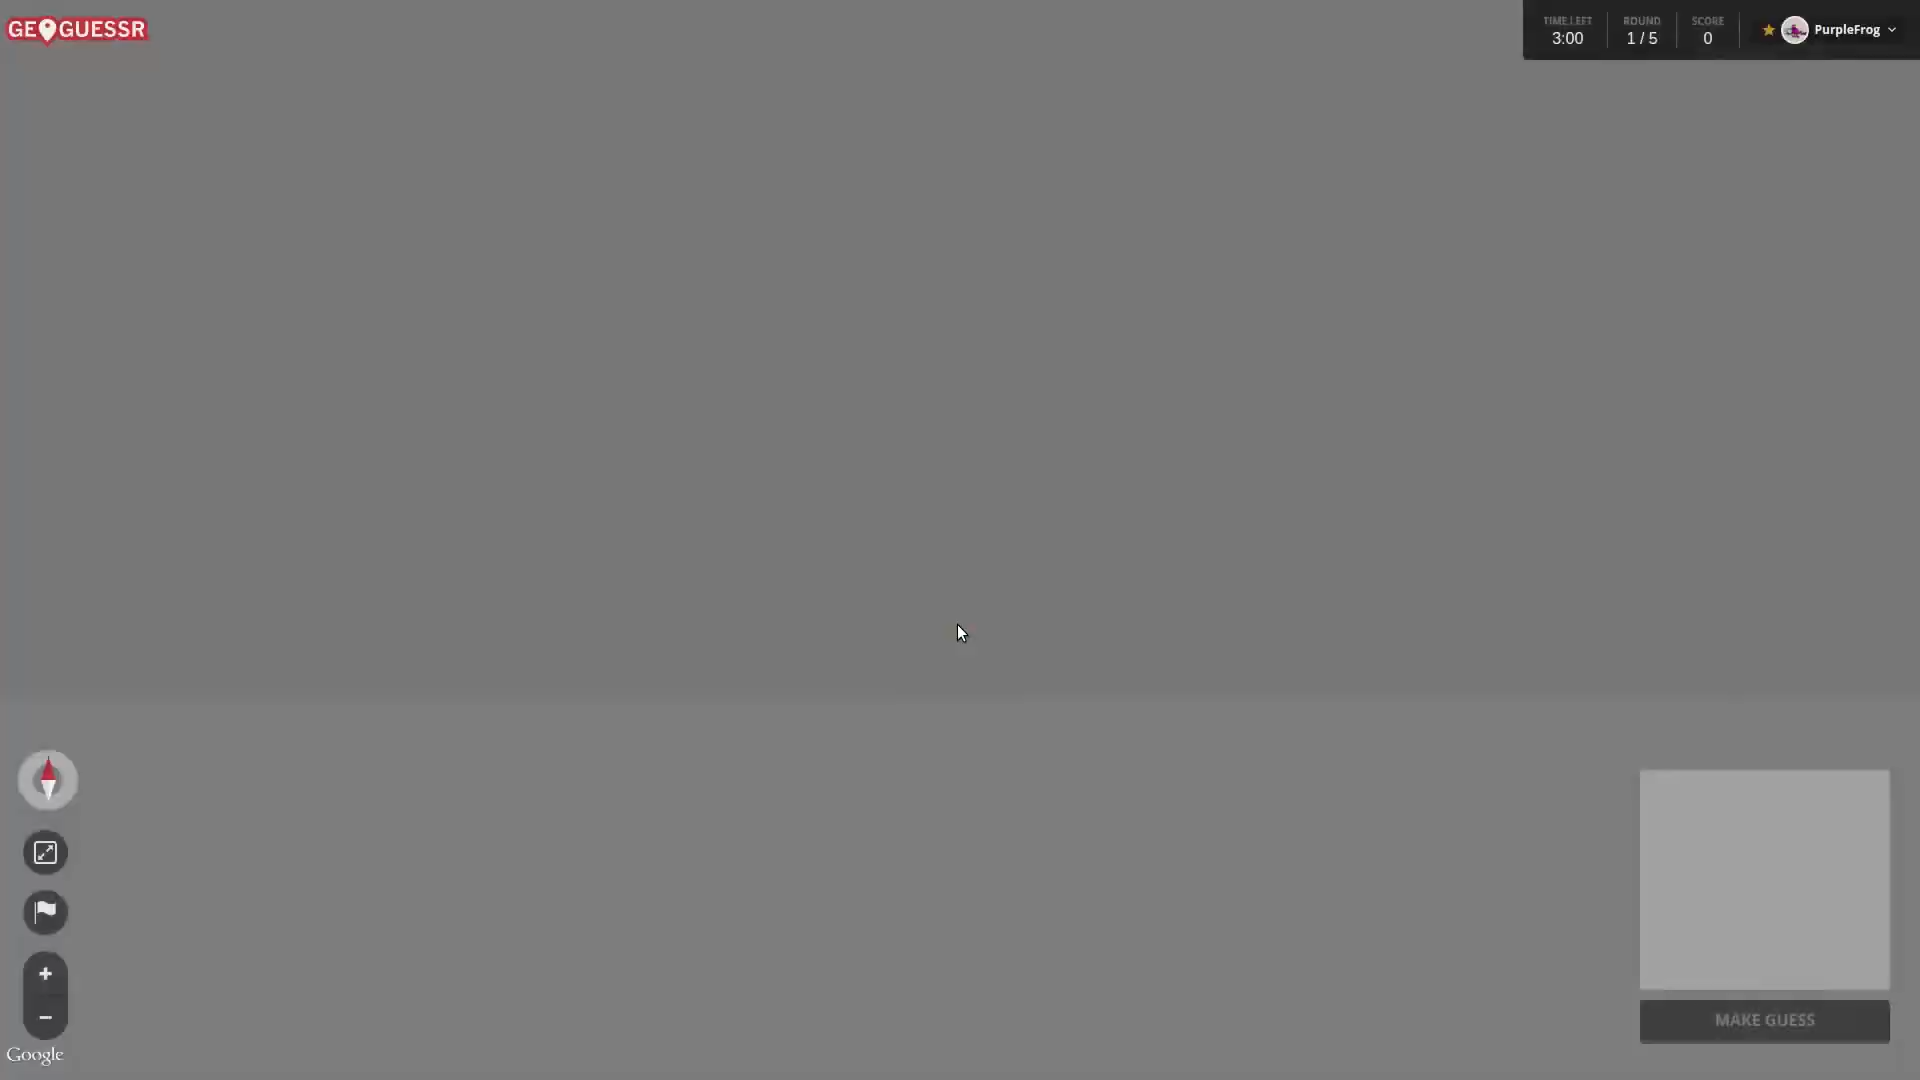 GEOGUESSR
TIME LEFT
3:00
ROUND
1 / 5
SCORE
0
PurpleFrog
MAKE GUESS
Google